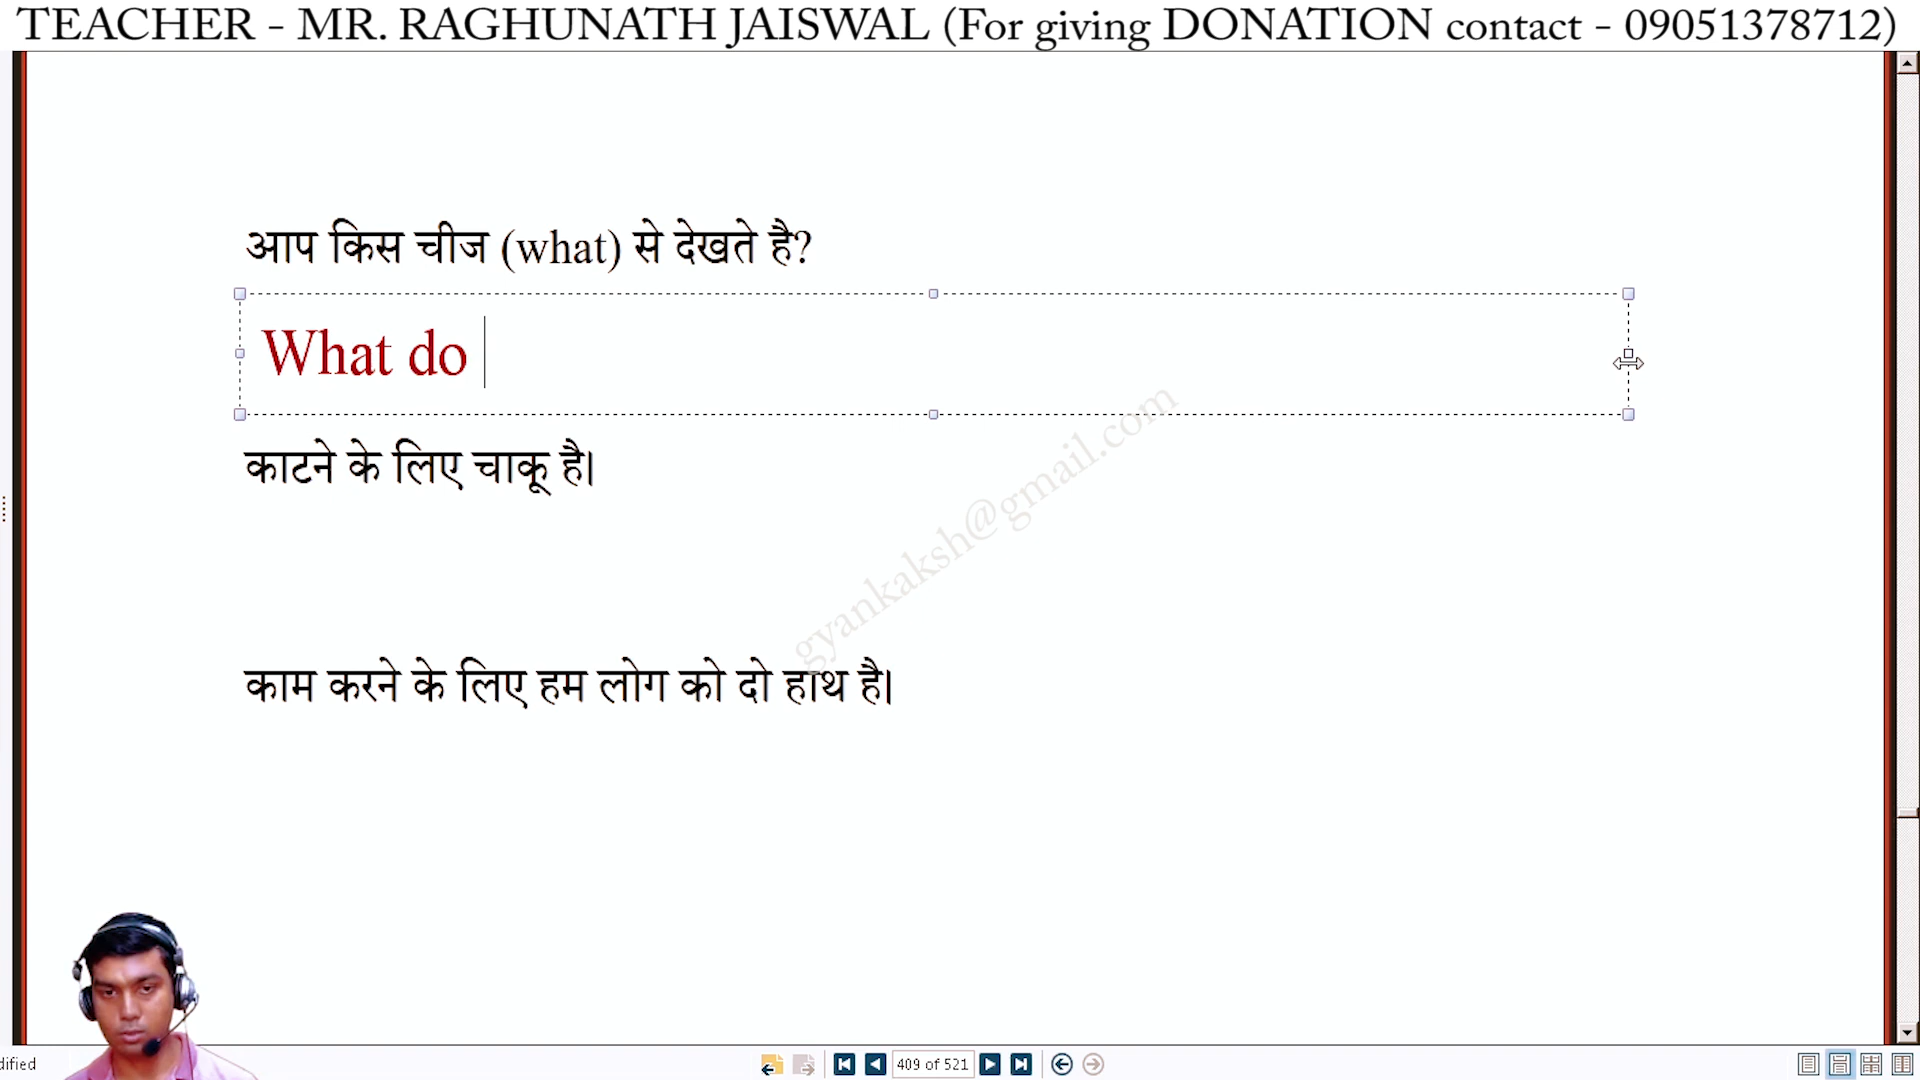 TEACHER - MR. RAGHUNATH JAISWAL (For giving DONATION contact - 09051378712)
आप किस चीज (what) से देखते है?
What do
काटने के लिए चाकू है।
gyankaksh@gmail.com
काम करने के लिए हम लोग को दो हाथ है।
dified
409 of 521